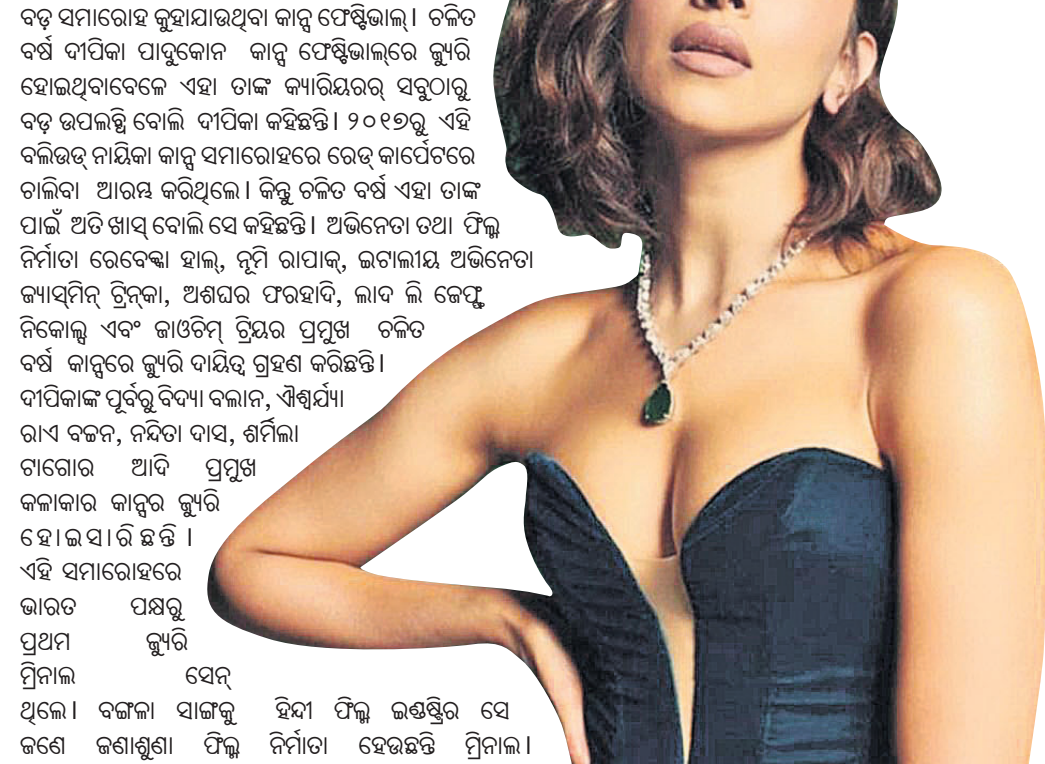 ବଡ଼ ସମାରୋହ କୁହାଯାଉଥିବା କାନ୍ସ ଫେଷ୍ଟିଭାଲ୍। ଚଳିତ
ବର୍ଷ ଦୀପିକା ପାଦୁକୋନ କାନ୍ସ ଫେଷ୍ଟିଭାଲ୍‌ରେ ଜ୍ୟୁରି
ହୋଇଥିବାବେଳେ ଏହା ତାଙ୍କ କ୍ୟାରିୟରର୍ ସବୁଠାରୁ
ବଡ଼ ଉପଲବ୍ଧି ବୋଲି ଦୀପିକା କହିଛନ୍ତି। ୨୦୧୭ରୁ ଏହି
ବଲିଉଡ୍ ନାୟିକା କାନ୍ସ ସମାରୋହରେ ରେଡ୍ କାର୍ପେଟରେ
ଚାଲିବା ଆରମ୍ଭ କରିଥିଲେ। କିନ୍ତୁ ଚଳିତ ବର୍ଷ ଏହା ତାଙ୍କ
ପାଇଁ ଅତି ଖାସ୍ ବୋଲି ସେ କହିଛନ୍ତି। ଅଭିନେତା ତଥା ଫିଲ୍ମ
ନିର୍ମାତା ରେବେକ୍କା ହାଲ୍, ନୂମି ରାପାକ୍, ଇଟାଲୀୟ ଅଭିନେତା
ଜ୍ୟାସ୍‌ମିନ୍ ଟ୍ରିନ୍‌କା, ଅଶଘର ଫରହାଦି, ଲାଦ ଲି ଜେଫ୍ଫ୍ର
ନିକୋଲ୍ସ ଏବଂ ଜାଓଚିମ୍ ଟ୍ରିୟର ପ୍ରମୁଖ ଚଳିତ
ବର୍ଷ କାନ୍ସରେ ଜ୍ୟୁରି ଦାୟିତ୍ୱ ଗ୍ରହଣ କରିଛନ୍ତି।
ଦୀପିକାଙ୍କ ପୂର୍ବରୁ ବିଦ୍ୟା ବଲାନ, ଐଶ୍ୱର୍ଯ୍ୟା
ରାଏ ବଚ୍ଚନ, ନନ୍ଦିତା ଦାସ, ଶର୍ମିଲା
ଟାଗୋର ଆଦି ପ୍ରମୁଖ
କଳାକାର କାନ୍ସର ଜ୍ୟୁରି
ହୋଇସାରିଛନ୍ତି ।
ଏହି ସମାରୋହରେ
ଭାରତ ପକ୍ଷରୁ
ପ୍ରଥମ ଜ୍ୟୁରି
ମ୍ରିନାଲ ସେନ୍
ଥିଲେ। ବଙ୍ଗଳା ସାଙ୍ଗକୁ ହିନ୍ଦୀ ଫିଲ୍ମ ଇଣ୍ଡଷ୍ଟ୍ରିର ସେ
ଜଣେ ଜଣାଶୁଣା ଫିଲ୍ମ ନିର୍ମାତା ହେଉଛନ୍ତି ମ୍ରିନାଲ।